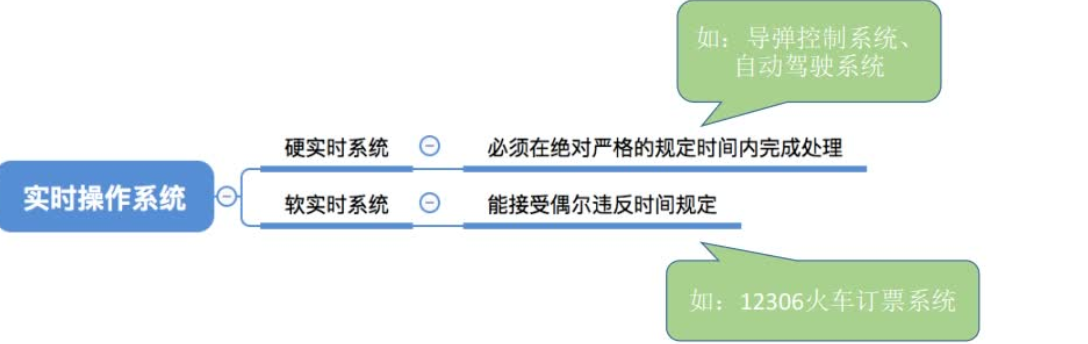 如：导弹控制系统、
自动驾驶系统
硬实时系统
必须在绝对严格的规定时间内完成处理
实时操作系统
软实时系统
能接受偶尔违反时间规定
如：12306火车订票系统